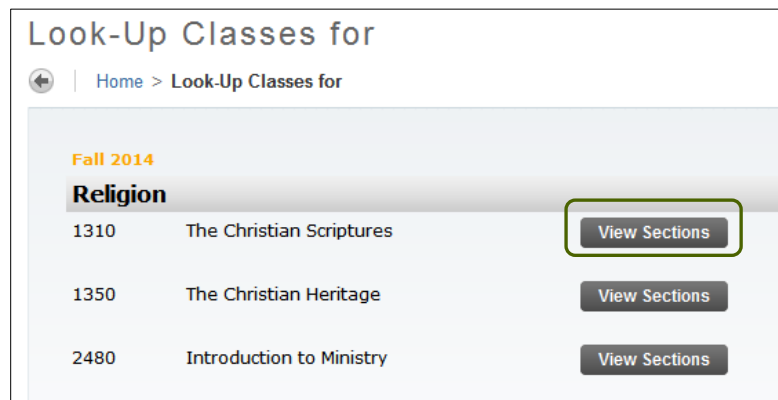 Look-Up Classes for
Home > Look-Up Classes for
Fall 2014
Religion
1310 The Christian Scriptures View Sections
1350 The Christian Heritage View Sections
2480 Introduction to Ministry View Sections